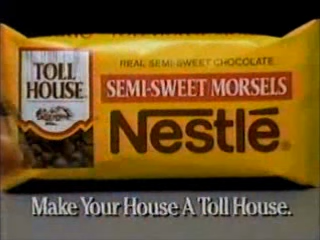 REAL SEMI-SWEET CHOCOLATE
TOLL
HOUSE
SEMI-SWEET MORSELS
Nestlé®
Make Your House A Toll House.